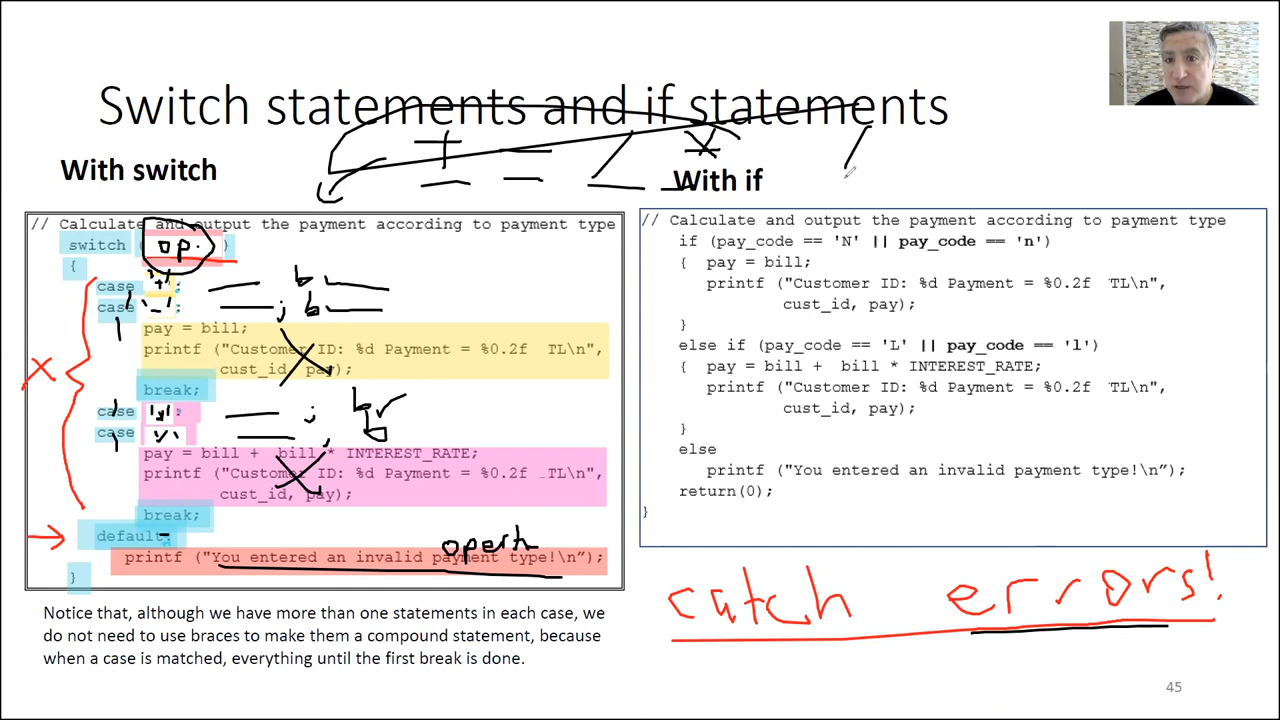 Switch statements and if statements
+ - / *
With switch
With if
// Calculate and output the payment according to payment type
switch ( op. )
{
case '+':
case '-':
pay = bill;
printf ("Customer ID: %d Payment = %0.2f TL\n",
cust_id, pay);
break;
case
case
pay = bill + bill * INTEREST_RATE;
printf ("Customer ID: %d Payment = %0.2f TL\n",
cust_id, pay);
break;
default:
printf ("You entered an invalid payment type!\n”);
}
Notice that, although we have more than one statements in each case, we
do not need to use braces to make them a compound statement, because
when a case is matched, everything until the first break is done.
// Calculate and output the payment according to payment type
if (pay_code == 'N' || pay_code == 'n')
{ pay = bill;
printf ("Customer ID: %d Payment = %0.2f TL\n",
cust_id, pay);
}
else if (pay_code == 'L' || pay_code == 'l')
{ pay = bill + bill * INTEREST_RATE;
printf ("Customer ID: %d Payment = %0.2f TL\n",
cust_id, pay);
}
else
printf ("You entered an invalid payment type!\n”);
return(0);
}
catch errors!
45